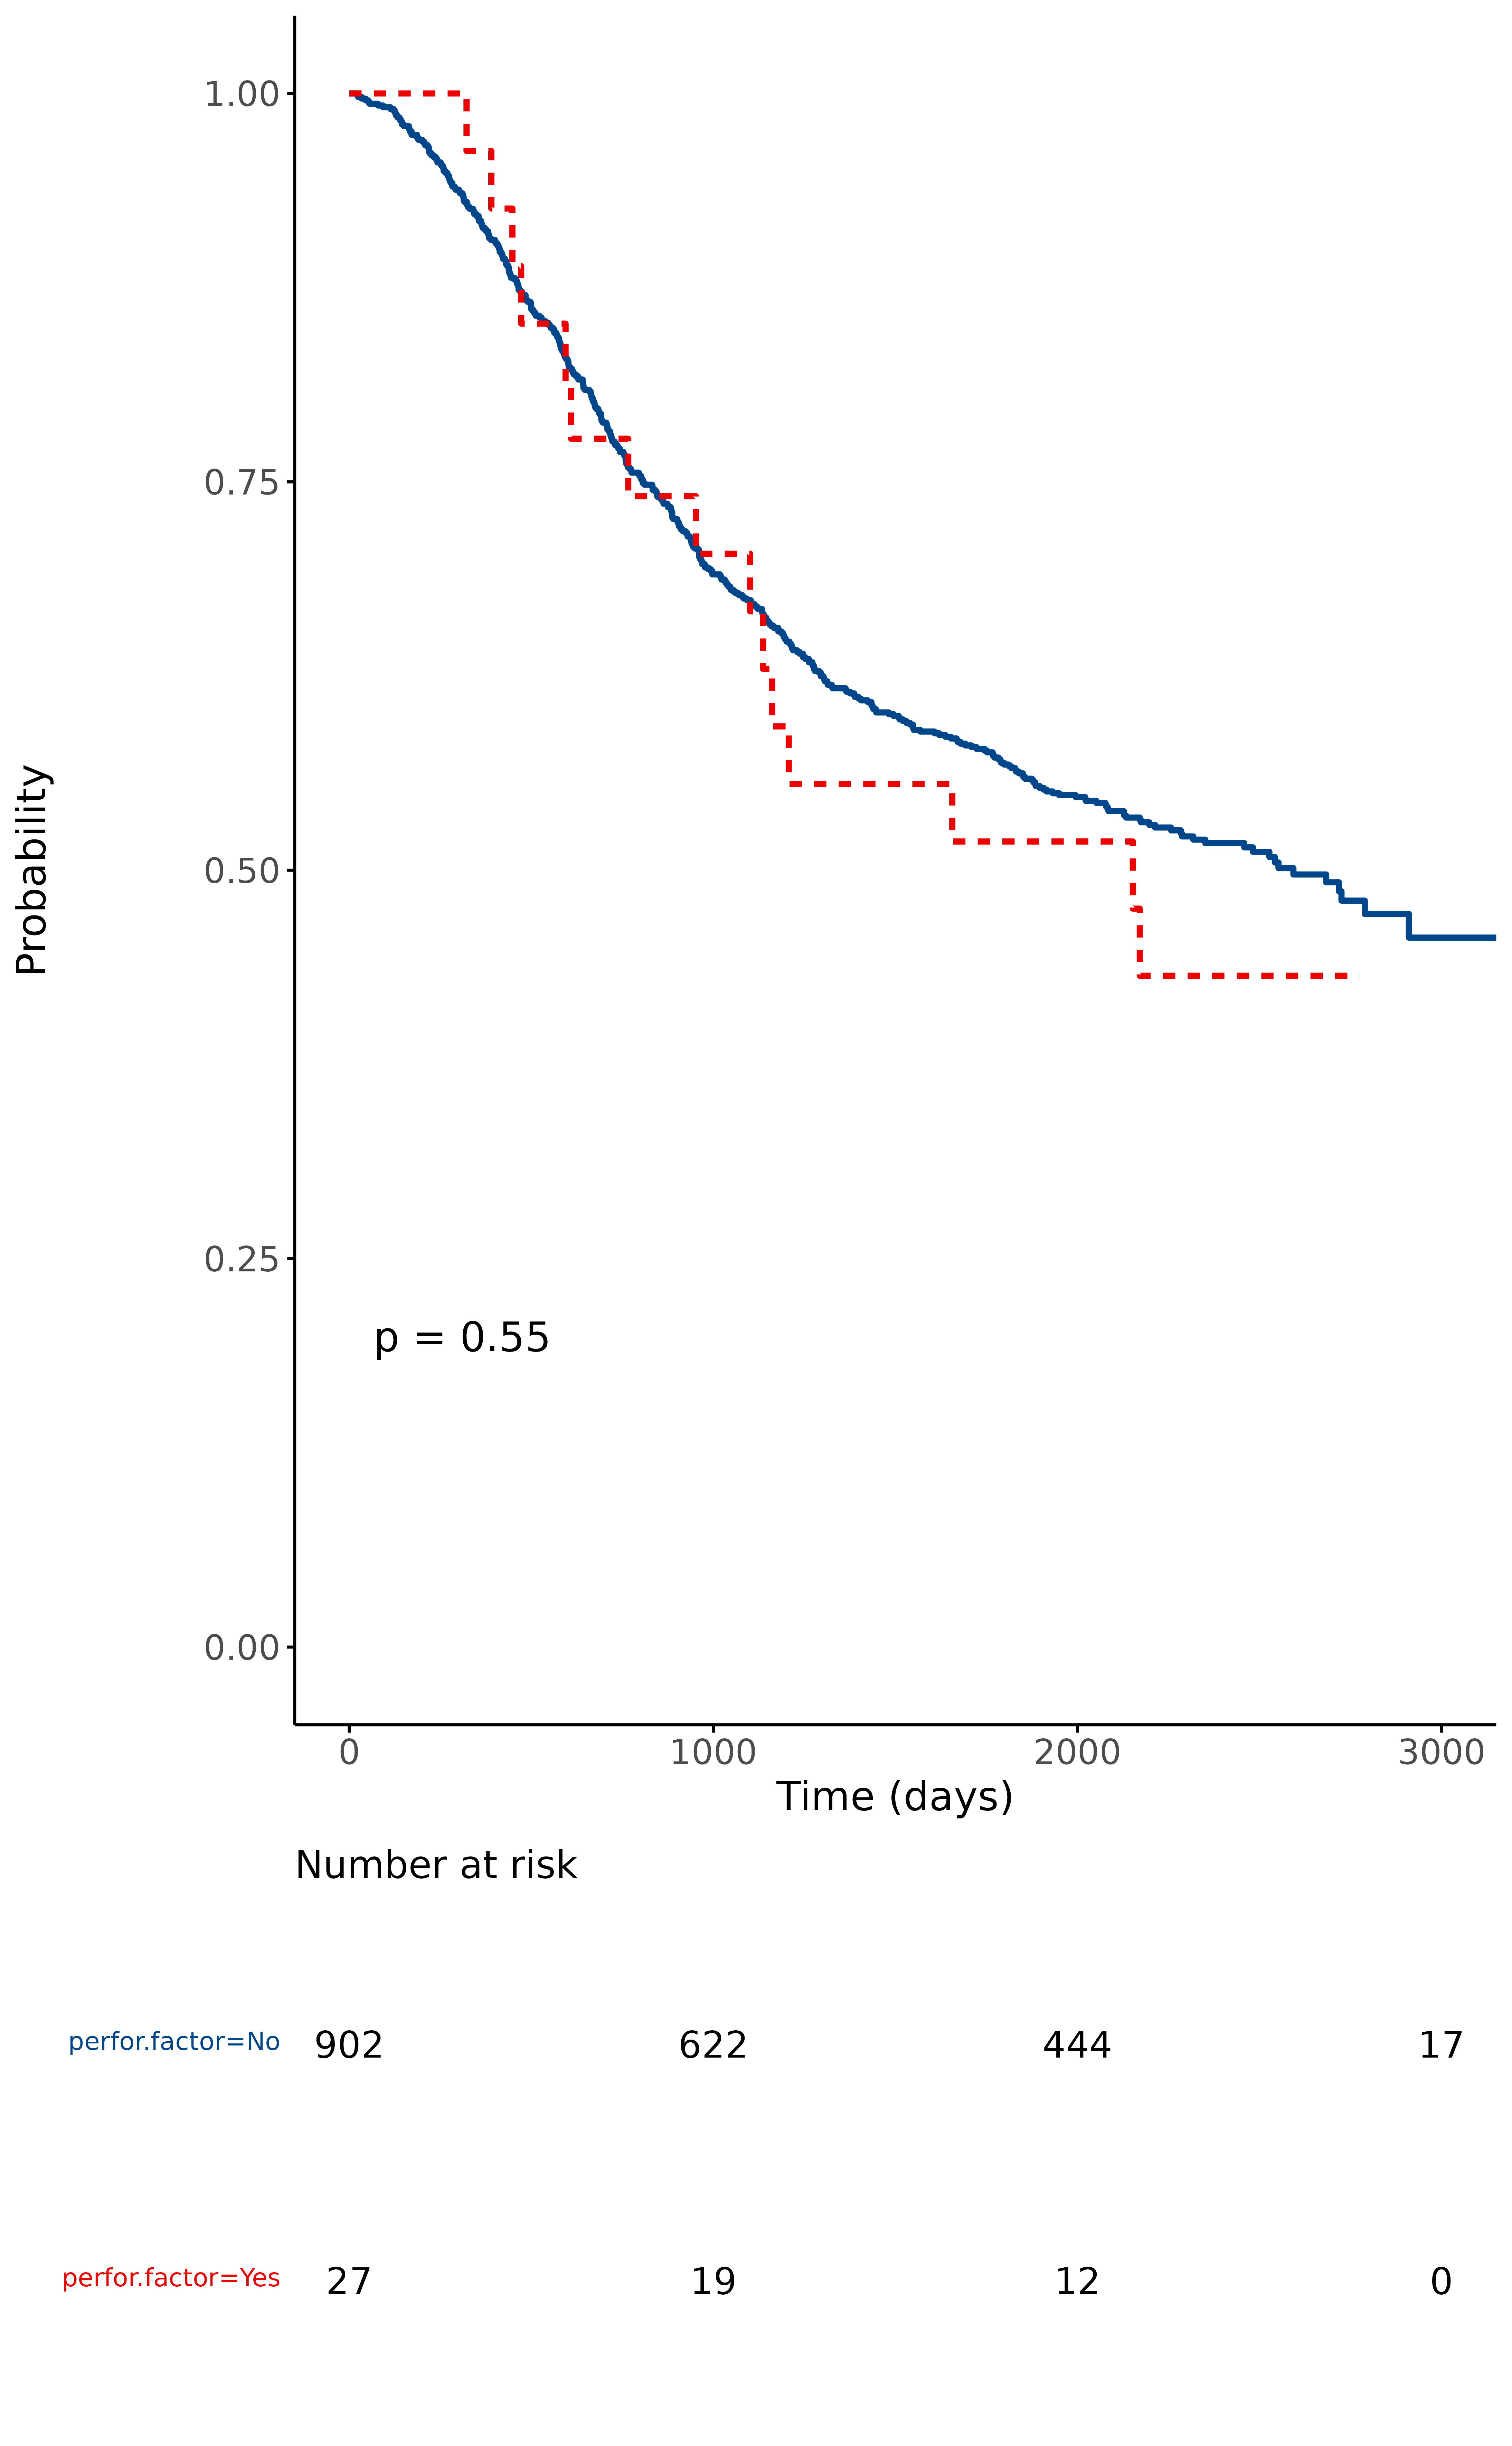 1.00
0.75
0.50
0.25
0.00
Probability
p = 0.55
0 1000 2000 3000
Time (days)
Number at risk
perfor.factor=No 902 622 444 17
perfor.factor=Yes 27 19 12 0